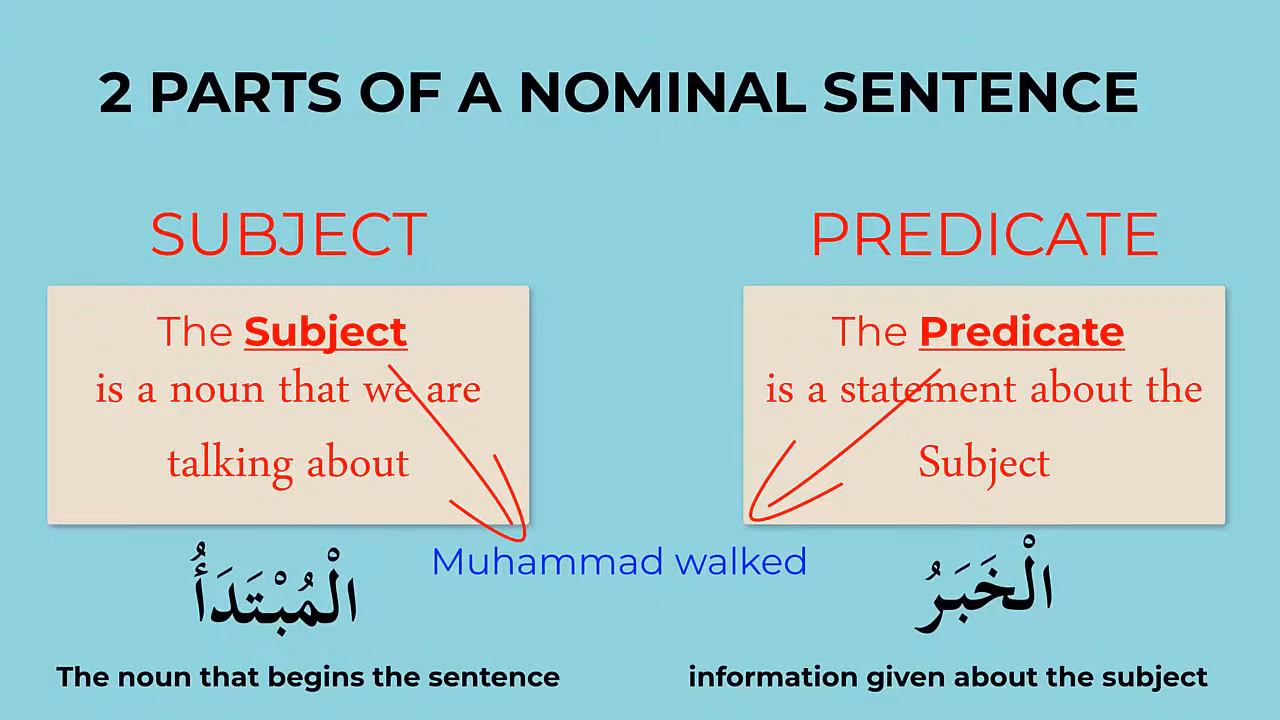 2 PARTS OF A NOMINAL SENTENCE
SUBJECT
The Subject
is a noun that we are
talking about
الْمُبْتَدَأُ
The noun that begins the sentence
PREDICATE
The Predicate
is a statement about the
Subject
الْخَبَرُ
information given about the subject
Muhammad walked